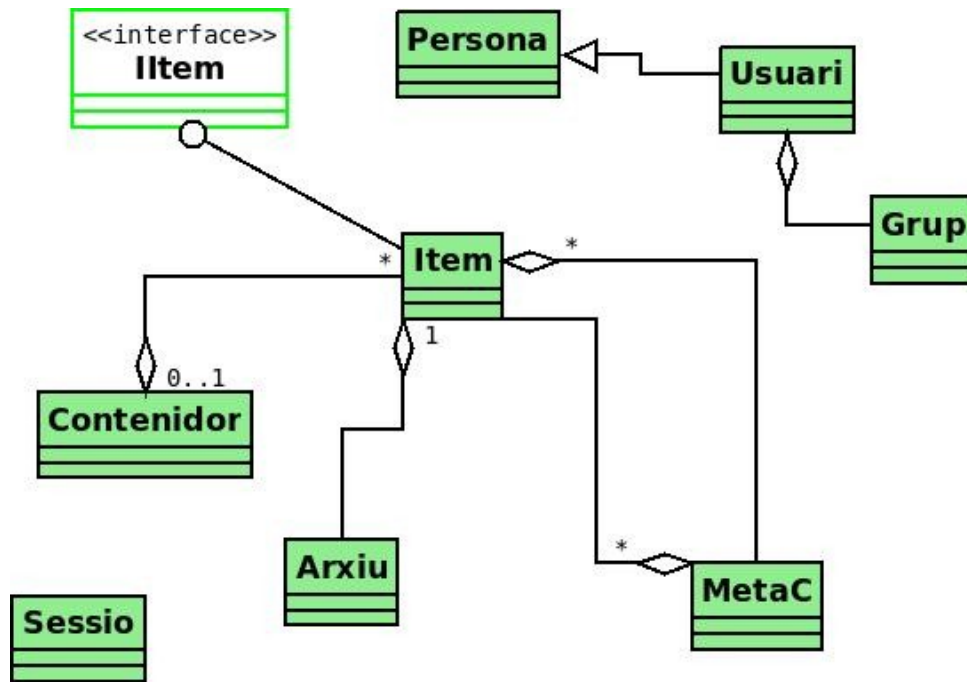 <<interface>>
IItem
Persona
Usuari
Grup
*
Item
*
1
0..1
Contenidor
Arxiu
*
MetaC
Sessio